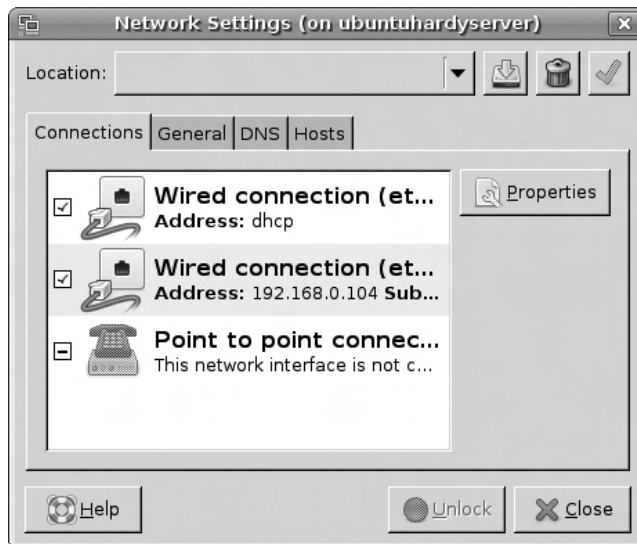 Network Settings (on ubuntuhardyserver)
Location:
Connections General DNS Hosts
Wired connection (et...
Address: dhcp
Properties
Wired connection (et...
Address: 192.168.0.104 Sub...
Point to point connec...
This network interface is not c...
Help Unlock Close